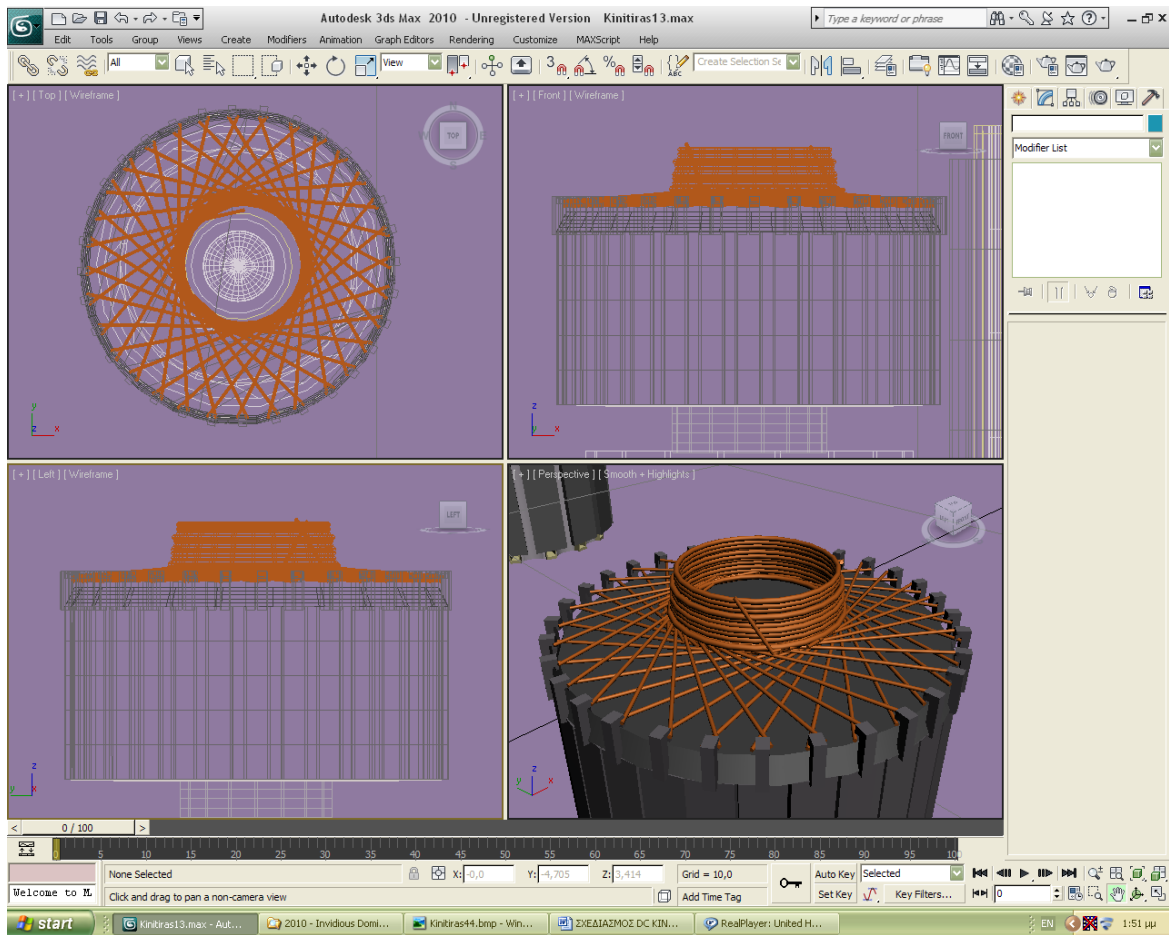 Autodesk 3ds Max 2010 - Unregistered Version Kinitiras13.max
Type a keyword or phrase
Edit Tools Group Views Create Modifiers Animation Graph Editors Rendering Customize MAXScript Help
All
View
3
Create Selection Se
[ + ] [ Top ] [ Wireframe ]
TOP
[ + ] [ Front ] [ Wireframe ]
FRONT
Modifier List
y
z x
z
x
[ + ] [ Left ] [ Wireframe ]
LEFT
[ + ] [ Perspective ] [ Smooth + Highlights ]
z
y
z
y x
< 0 / 100 >
0 5 10 15 20 25 30 35 40 45 50 55 60 65 70 75 80 85 90 95 100
None Selected X: -0,0 Y: -4,705 Z: 3,414 Grid = 10,0 Auto Key Selected
Welcome to M. Click and drag to pan a non-camera view Add Time Tag Set Key Key Filters... 0
start Kinitiras13.max - Aut... 2010 - Invidious Domi... Kinitiras44.bmp - Win... ΣΧΕΔΙΑΣΜΟΣ DC KIN... RealPlayer: United H... EN 1:51 μμ